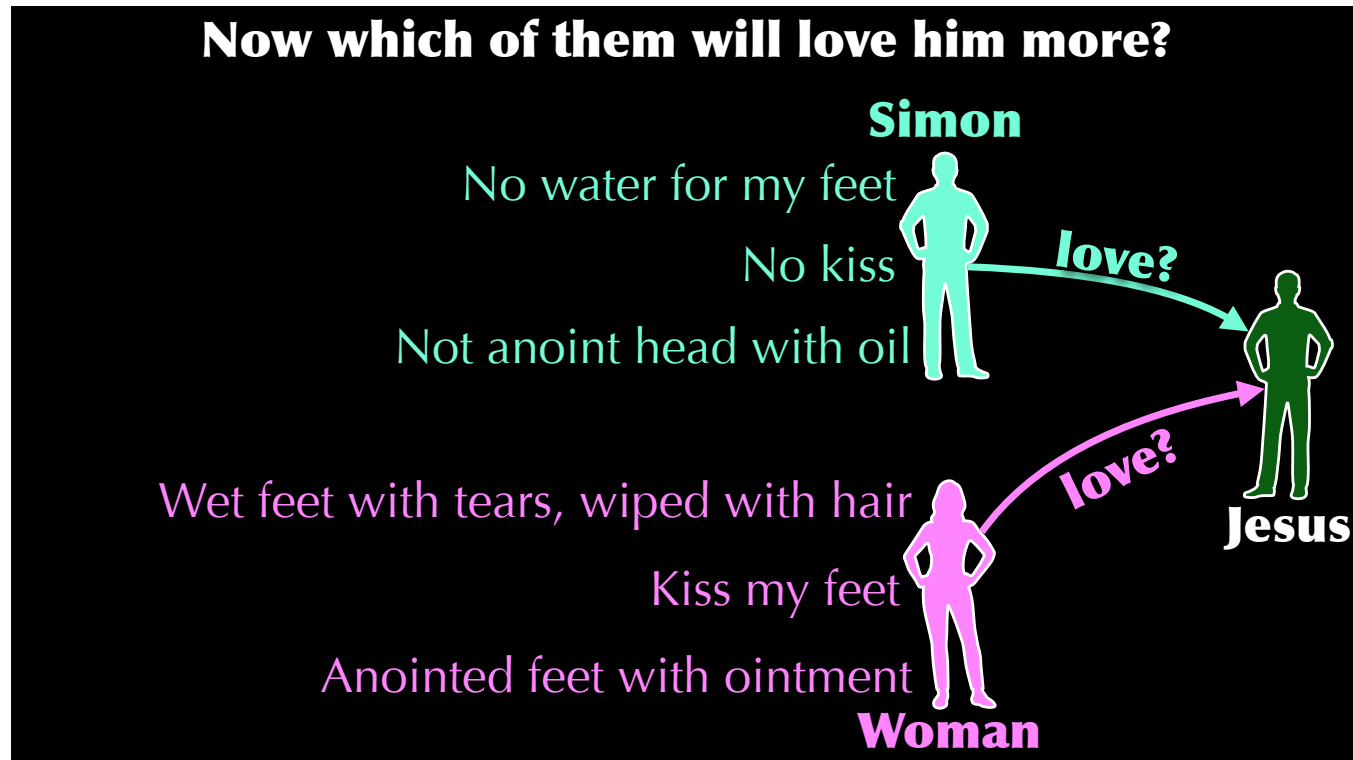 Now which of them will love him more?
Simon
No water for my feet
No kiss
love?
Not anoint head with oil
Wet feet with tears, wiped with hair
love?
Jesus
Kiss my feet
Anointed feet with ointment
Woman